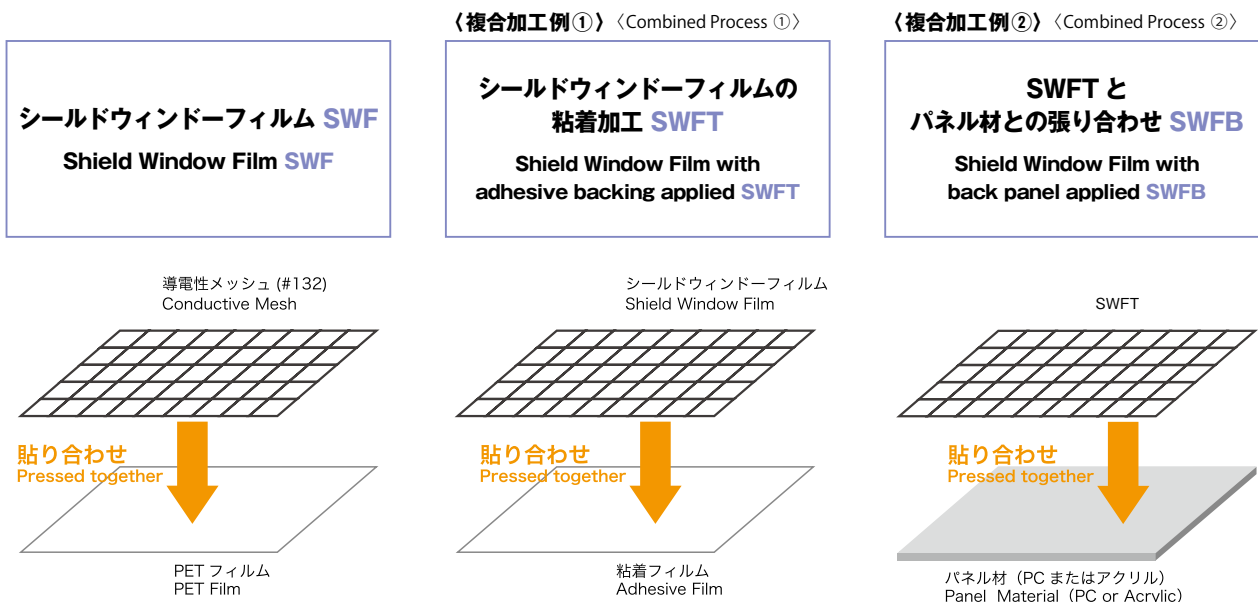 シールドウィンドーフィルム SWF
Shield Window Film SWF
導電性メッシュ (#132)
Conductive Mesh
貼り合わせ
Pressed together
PET フィルム
PET Film
〈複合加工例①〉〈Combined Process ①〉
シールドウィンドーフィルムの
粘着加工 SWFT
Shield Window Film with
adhesive backing applied SWFT
シールドウィンドーフィルム
Shield Window Film
貼り合わせ
Pressed together
粘着フィルム
Adhesive Film
〈複合加工例②〉〈Combined Process ②〉
SWFT と
パネル材との張り合わせ SWFB
Shield Window Film with
back panel applied SWFB
SWFT
貼り合わせ
Pressed together
パネル材（PC またはアクリル）
Panel Material（PC or Acrylic）